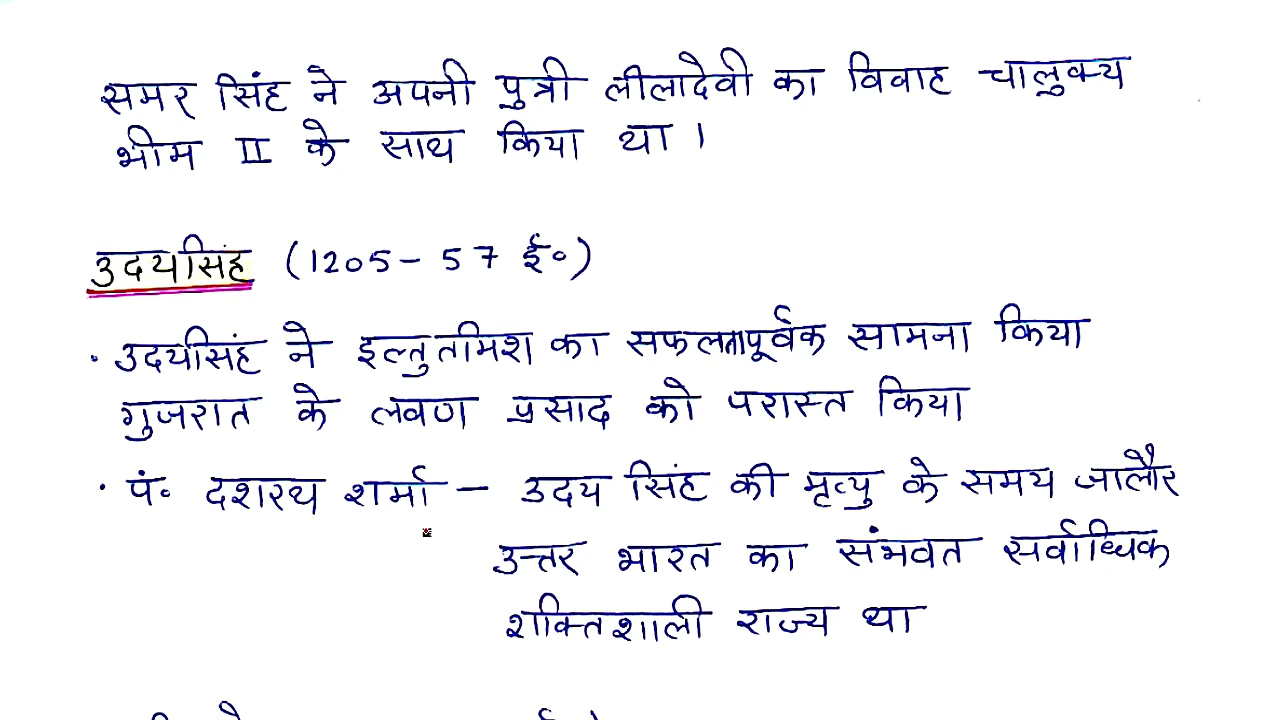 समर सिंह ने अपनी पुत्री लीलादेवी का विवाह चालुक्य
भीम II के साथ किया था।
उदयसिंह (1205- 57 ई०)
· उदयसिंह ने इल्तुतमिश का सफलतापूर्वक सामना किया
गुजरात के लवण प्रसाद को परास्त किया
· पं. दशरथ शर्मा - उदय सिंह की मृत्यु के समय जालौर
उत्तर भारत का संभवत सर्वाधिक
शक्तिशाली राज्य था